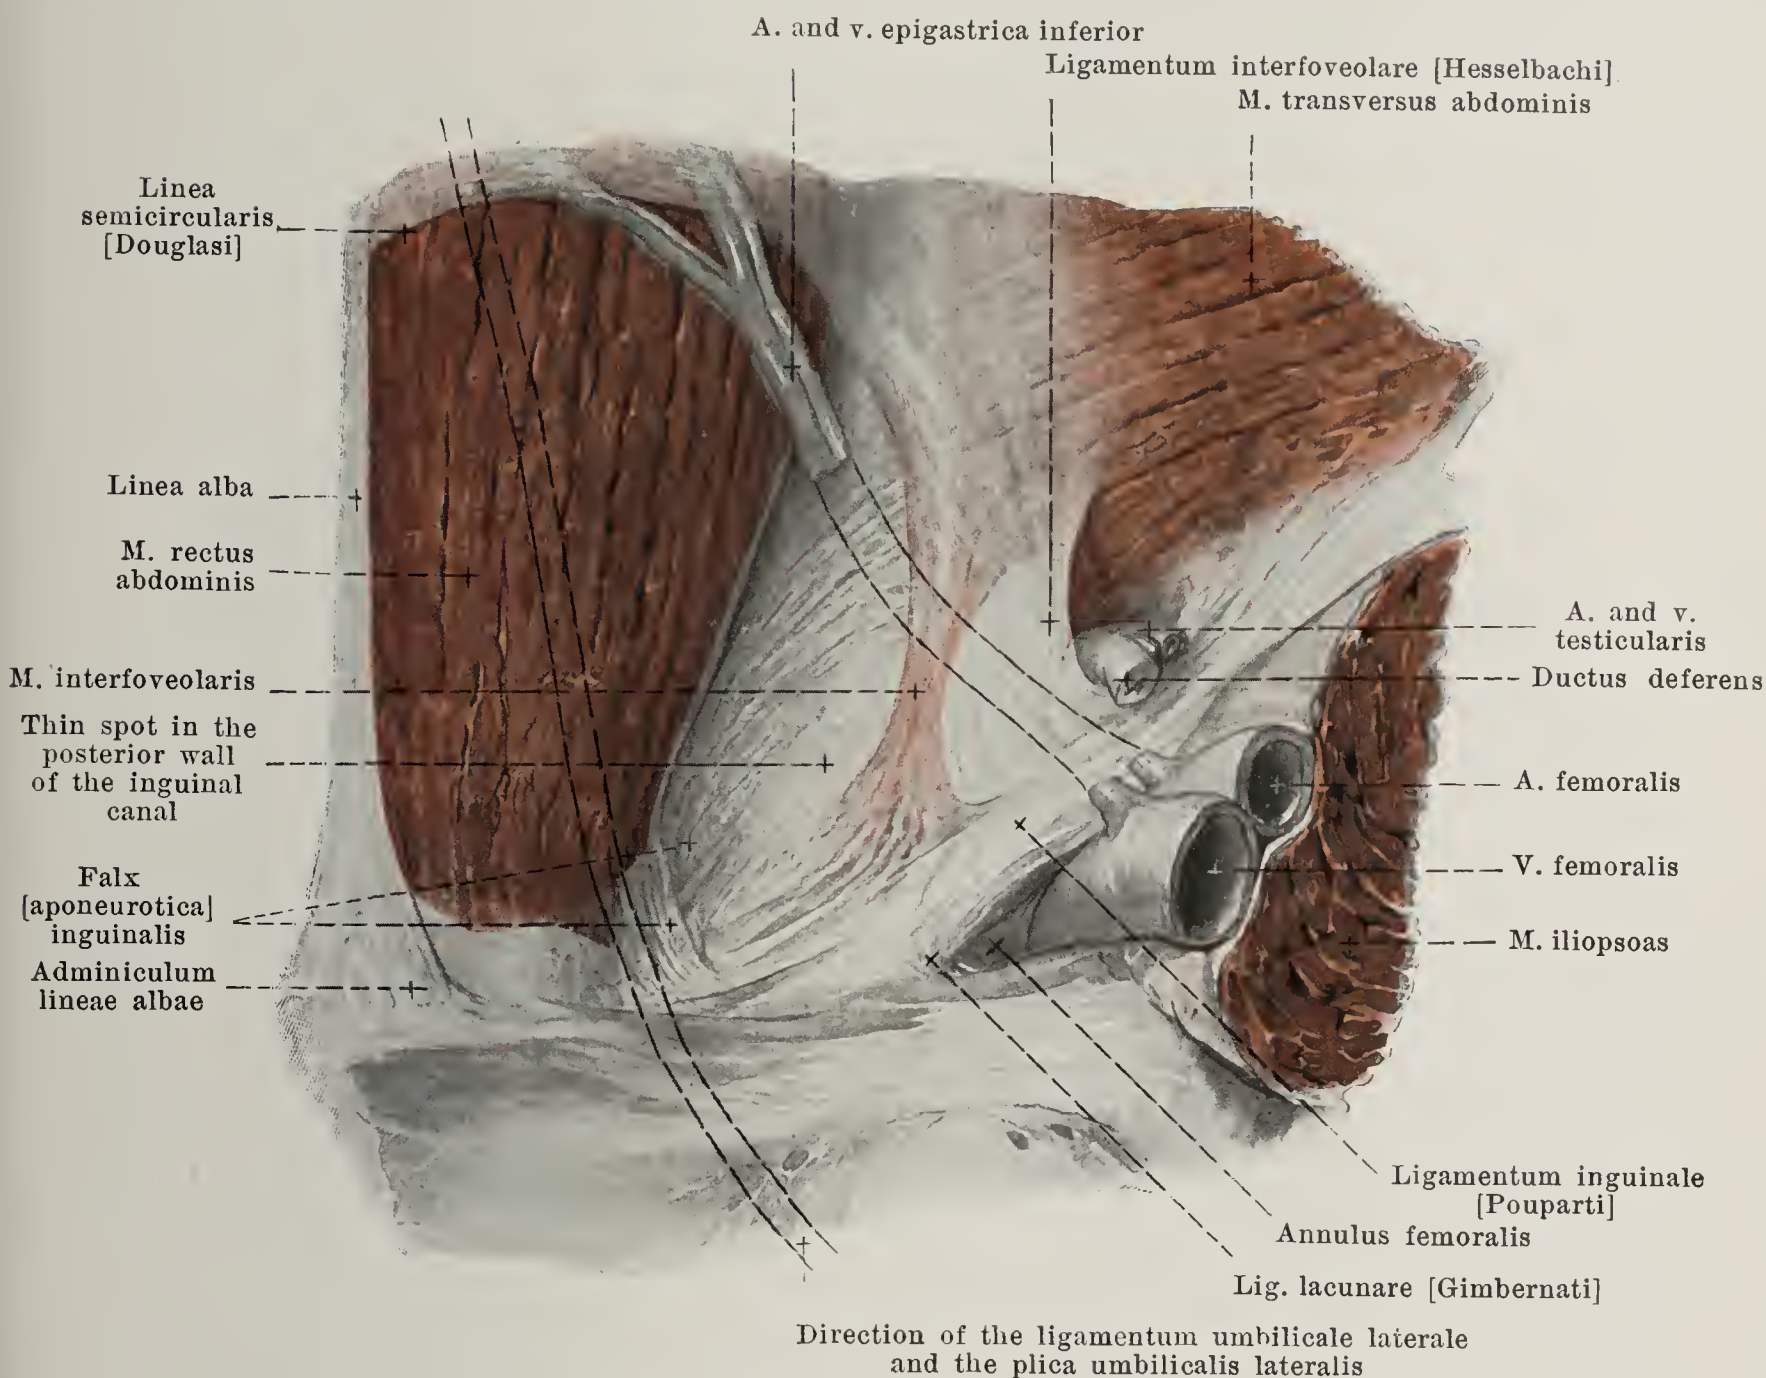 A. and v. epigastrica inferior
Ligamentum interfoveolare [Hesselbachi]
M. transversus abdominis
Linea
semicircularis
[Douglasi]
Linea alba
M. rectus
abdominis
M. interfoveolaris
Thin spot in the
posterior wall
of the inguinal
canal
Falx
[aponeurotica]
inguinalis
Adminiculum
lineae albae
A. and v.
testicularis
Ductus deferens
A. femoralis
V. femoralis
M. iliopsoas
Ligamentum inguinale
[Pouparti]
Annulus femoralis
Lig. lacunare [Gimbernati]
Direction of the ligamentum umbilicale laterale
and the plica umbilicalis lateralis